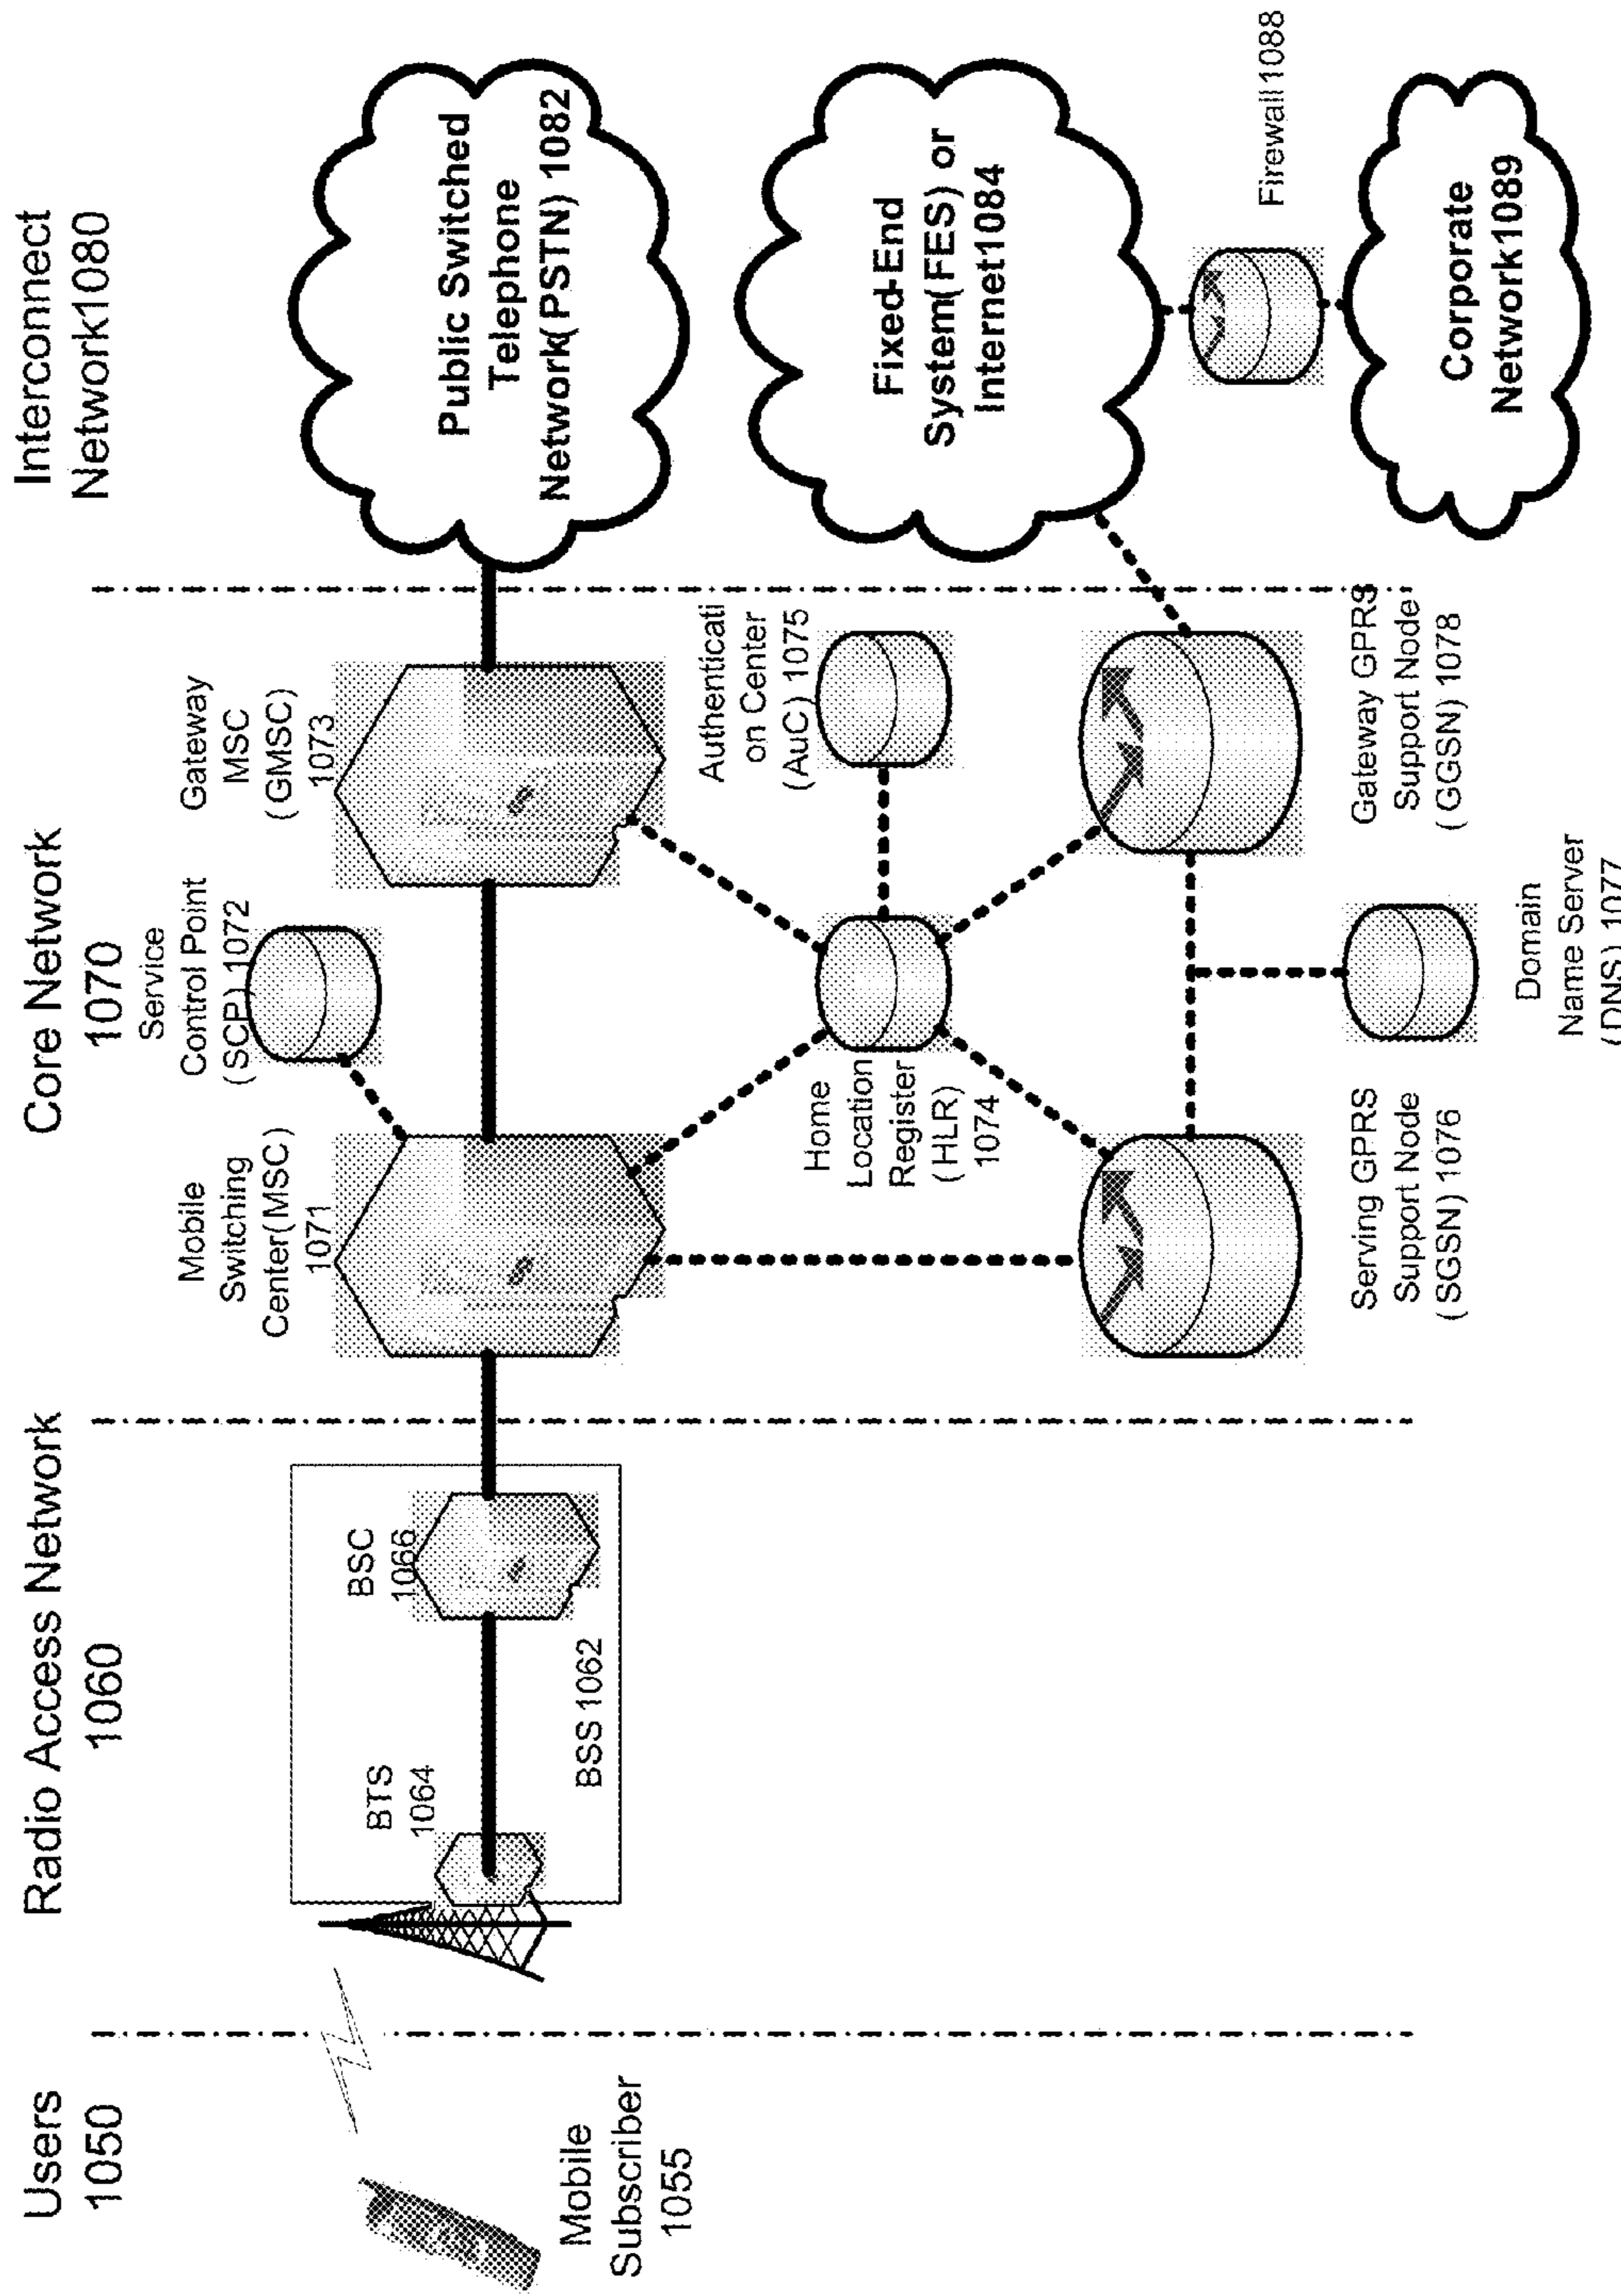 Users
1050
Radio Access Network
1060
Core Network
1070
Interconnect
Network1080
Mobile
Subscriber
1055
BTS
1064
BSC
1066
BSS 1062
Mobile
Switching
Center(MSC)
1071
Service
Control Point
(SCP) 1072
Gateway
MSC
(GMSC)
1073
Home
Location
Register
(HLR)
1074
Authenticati
on Center
(AuC) 1075
Serving GPRS
Support Node
(SGSN) 1076
Domain
Name Server
(DNS) 1077
Gateway GPRS
Support Node
(GGSN) 1078
Public Switched
Telephone
Network(PSTN) 1082
Fixed-End
System(FES) or
Internet1084
Firewall 1088
Corporate
Network1089